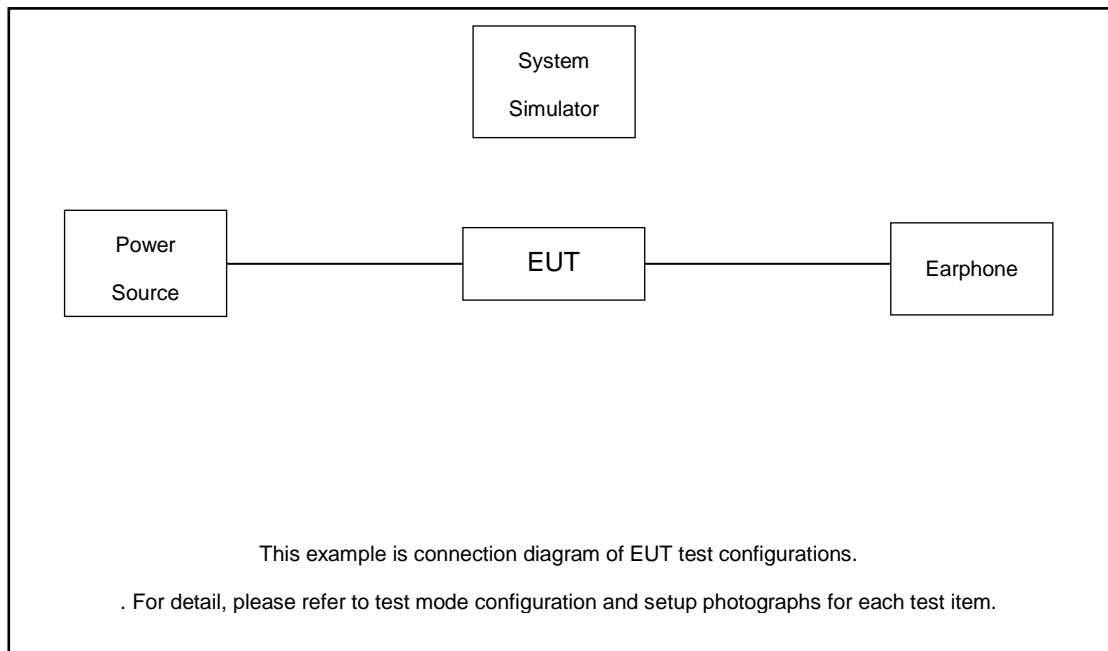 System
Simulator
Power
Source
EUT
Earphone
This example is connection diagram of EUT test configurations.
. For detail, please refer to test mode configuration and setup photographs for each test item.